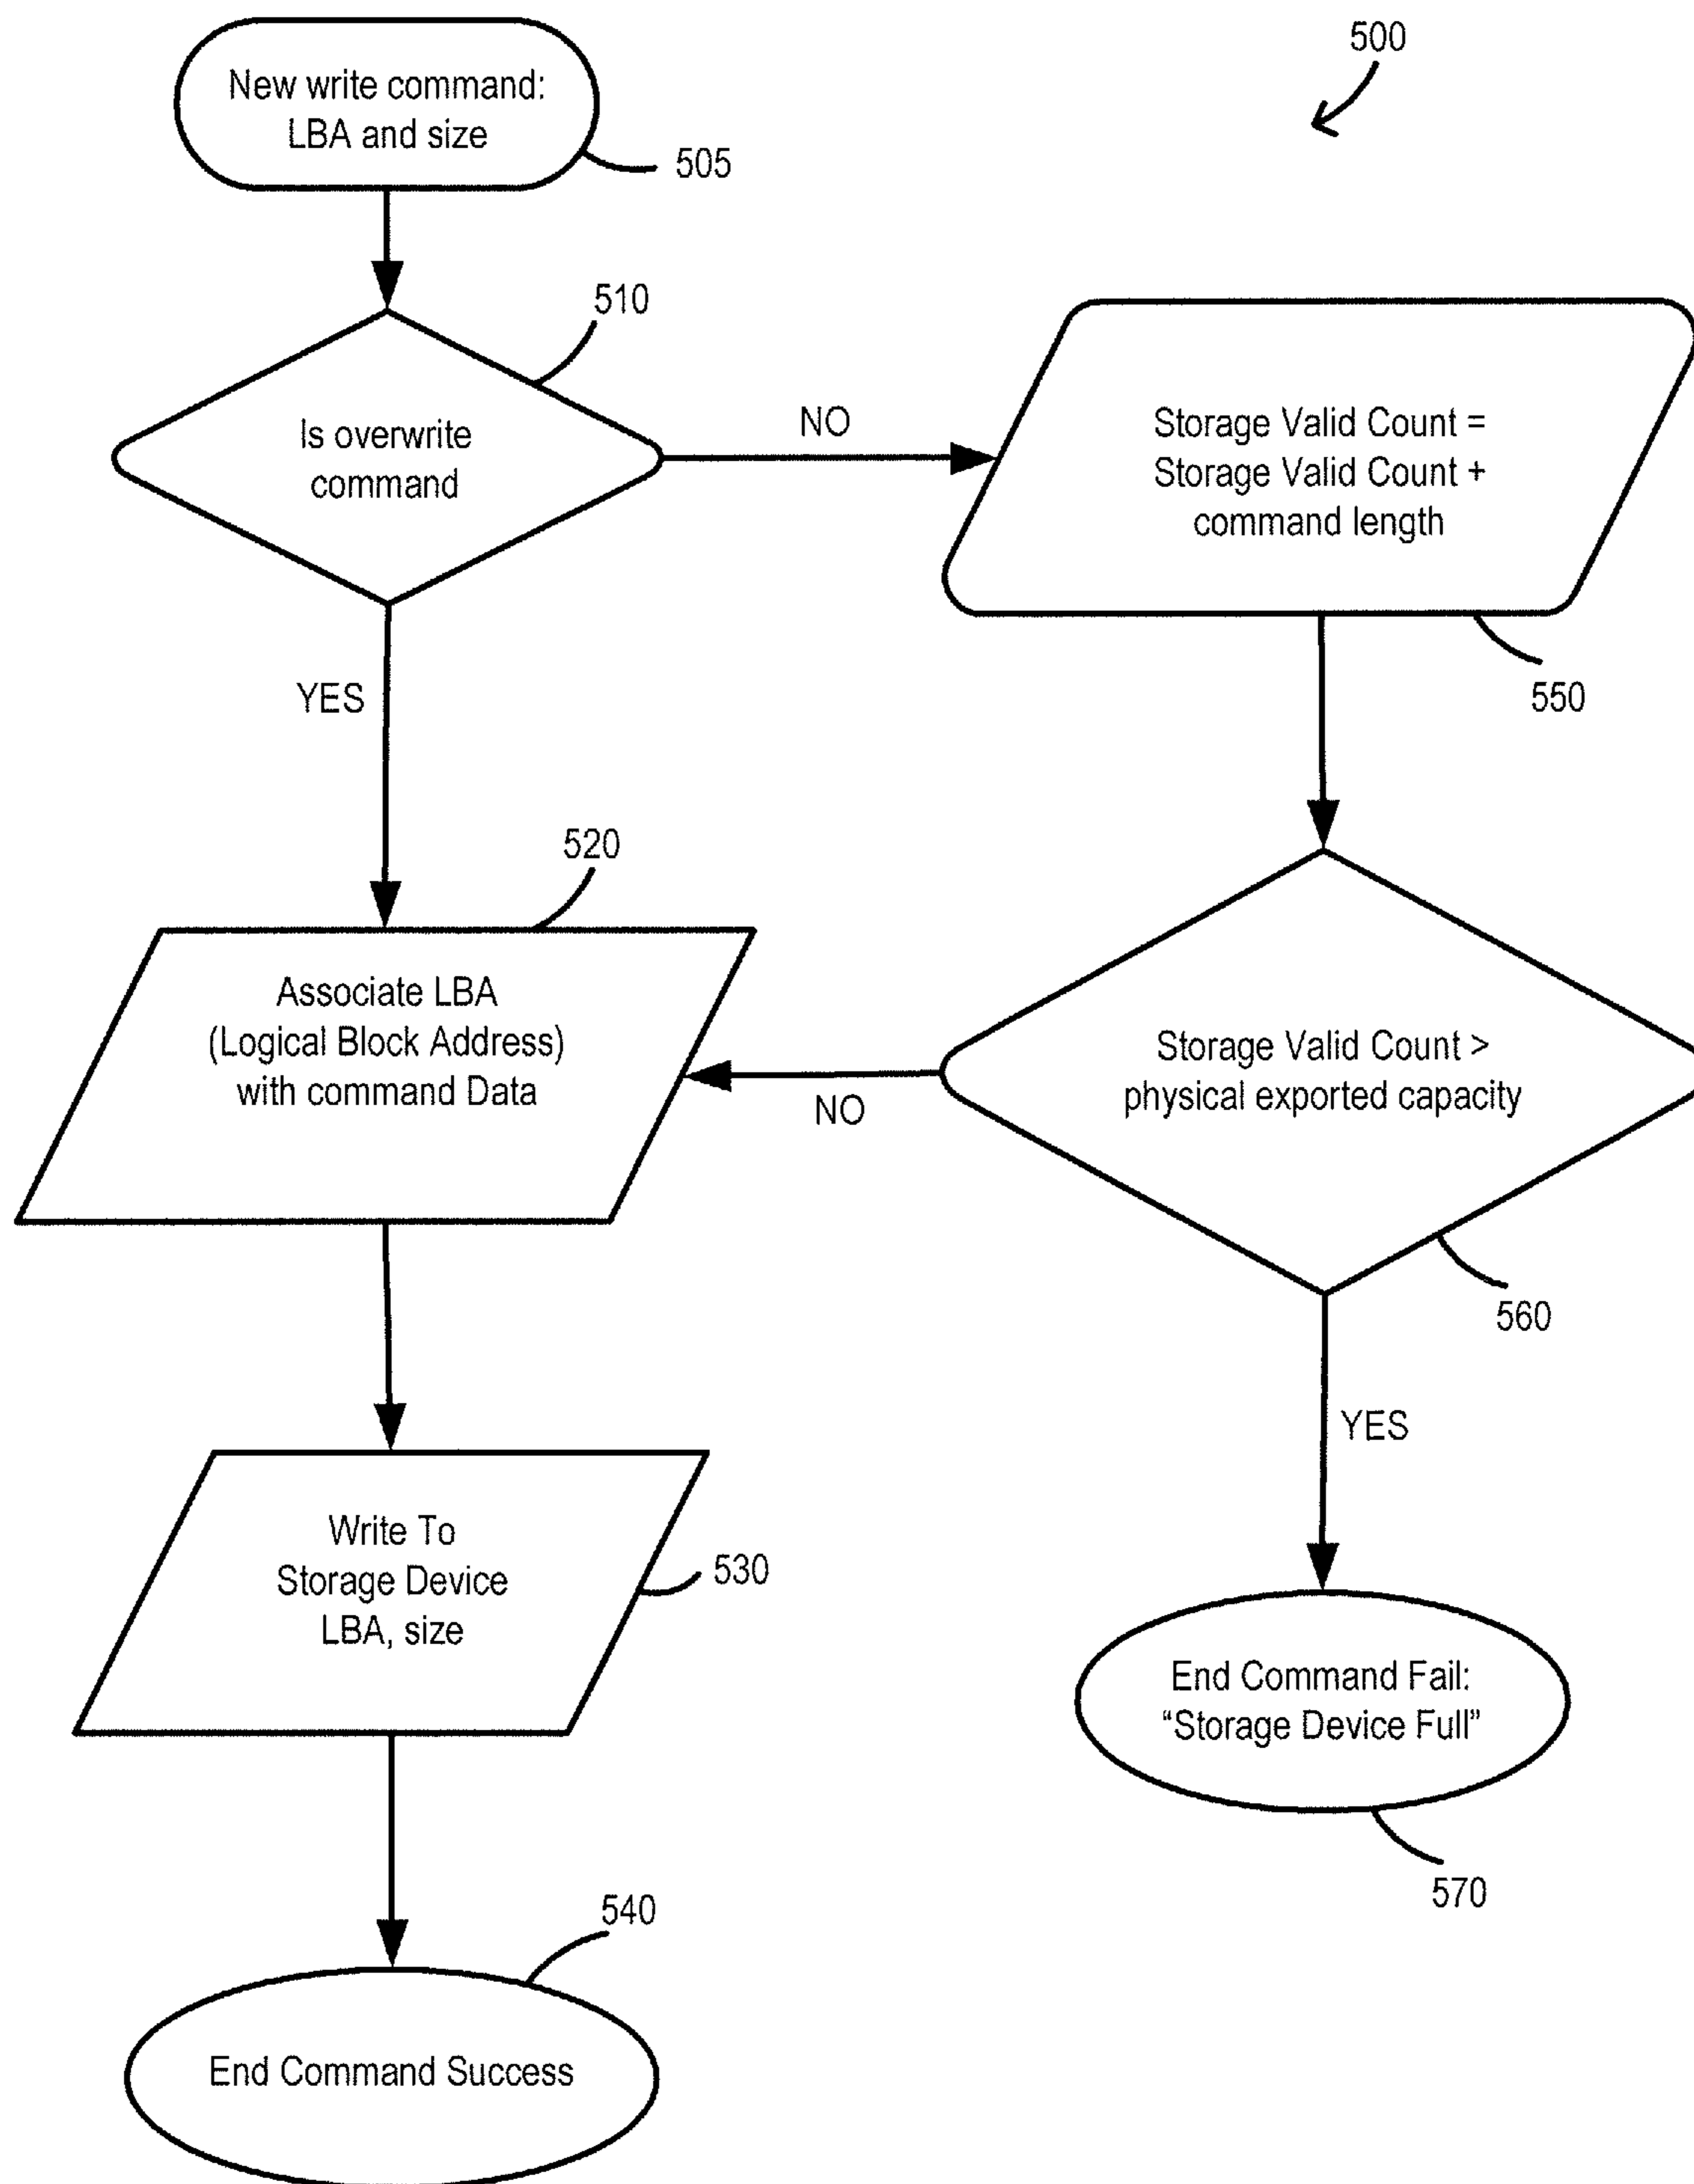 500
New write command:
LBA and size
505
510
Is overwrite
command
NO
Storage Valid Count =
Storage Valid Count +
command length
550
YES
520
Associate LBA
(Logical Block Address)
with command Data
NO
Storage Valid Count >
physical exported capacity
560
YES
Write To
Storage Device
LBA, size
530
End Command Fail:
“Storage Device Full”
570
540
End Command Success